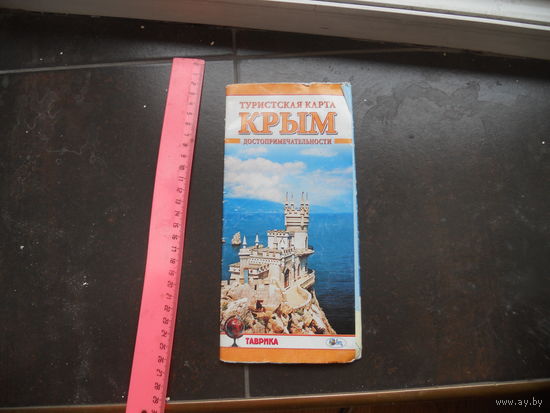 ТУРИСТСКАЯ КАРТА
КРЫМ
ДОСТОПРИМЕЧАТЕЛЬНОСТИ
ТАВРИКА
www.ay.by